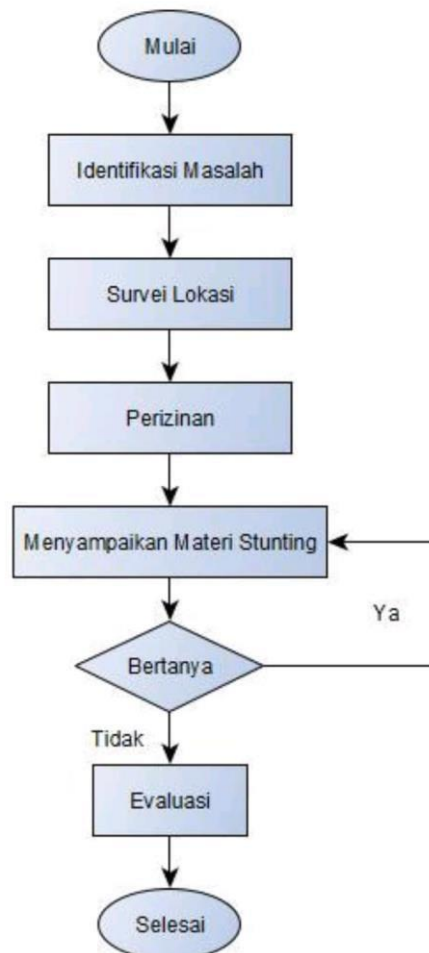 Mulai
Identifikasi Masalah
Survei Lokasi
Perizinan
Menyampaikan Materi Stunting
Ya
Bertanya
Tidak
Evaluasi
Selesai